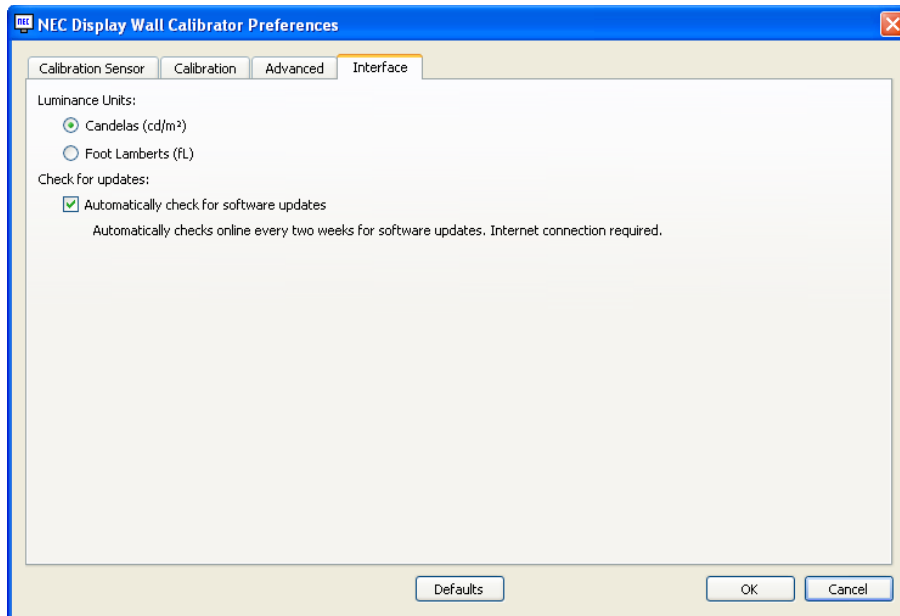 NEC NEC Display Wall Calibrator Preferences
Calibration Sensor Calibration Advanced Interface
Luminance Units:
Candelas (cd/m²)
Foot Lamberts (fL)
Check for updates:
Automatically check for software updates
Automatically checks online every two weeks for software updates. Internet connection required.
Defaults OK Cancel